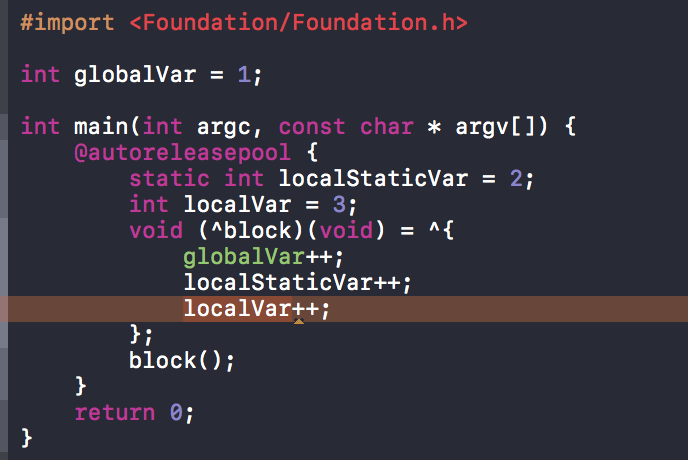 #import <Foundation/Foundation.h>
int globalVar = 1;
int main(int argc, const char * argv[]) {
    @autoreleasepool {
        static int localStaticVar = 2;
        int localVar = 3;
        void (^block)(void) = ^{
            globalVar++;
            localStaticVar++;
            localVar++;
        };
        block();
    }
    return 0;
}